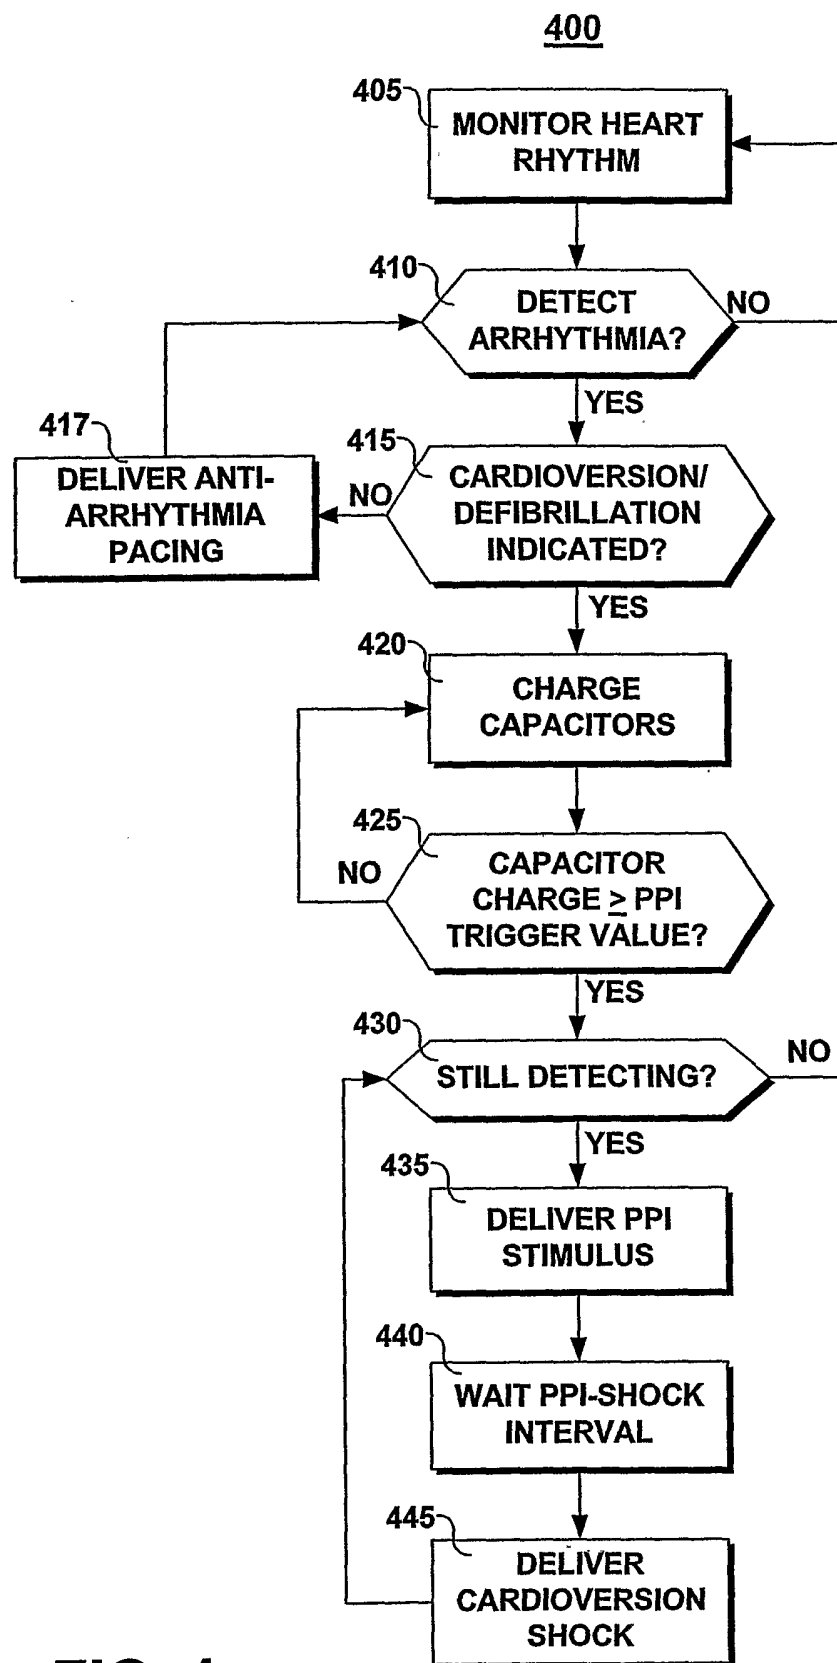 400
405
MONITOR HEART
RHYTHM
410
DETECT
ARRHYTHMIA?
NO
YES
417
DELIVER ANTI-
ARRHYTHMIA
PACING
415
CARDIOVERSION/
DEFIBRILLATION
INDICATED?
NO
YES
420
CHARGE
CAPACITORS
425
CAPACITOR
CHARGE ≥ PPI
TRIGGER VALUE?
NO
YES
430
STILL DETECTING?
NO
YES
435
DELIVER PPI
STIMULUS
440
WAIT PPI-SHOCK
INTERVAL
445
DELIVER
CARDIOVERSION
SHOCK